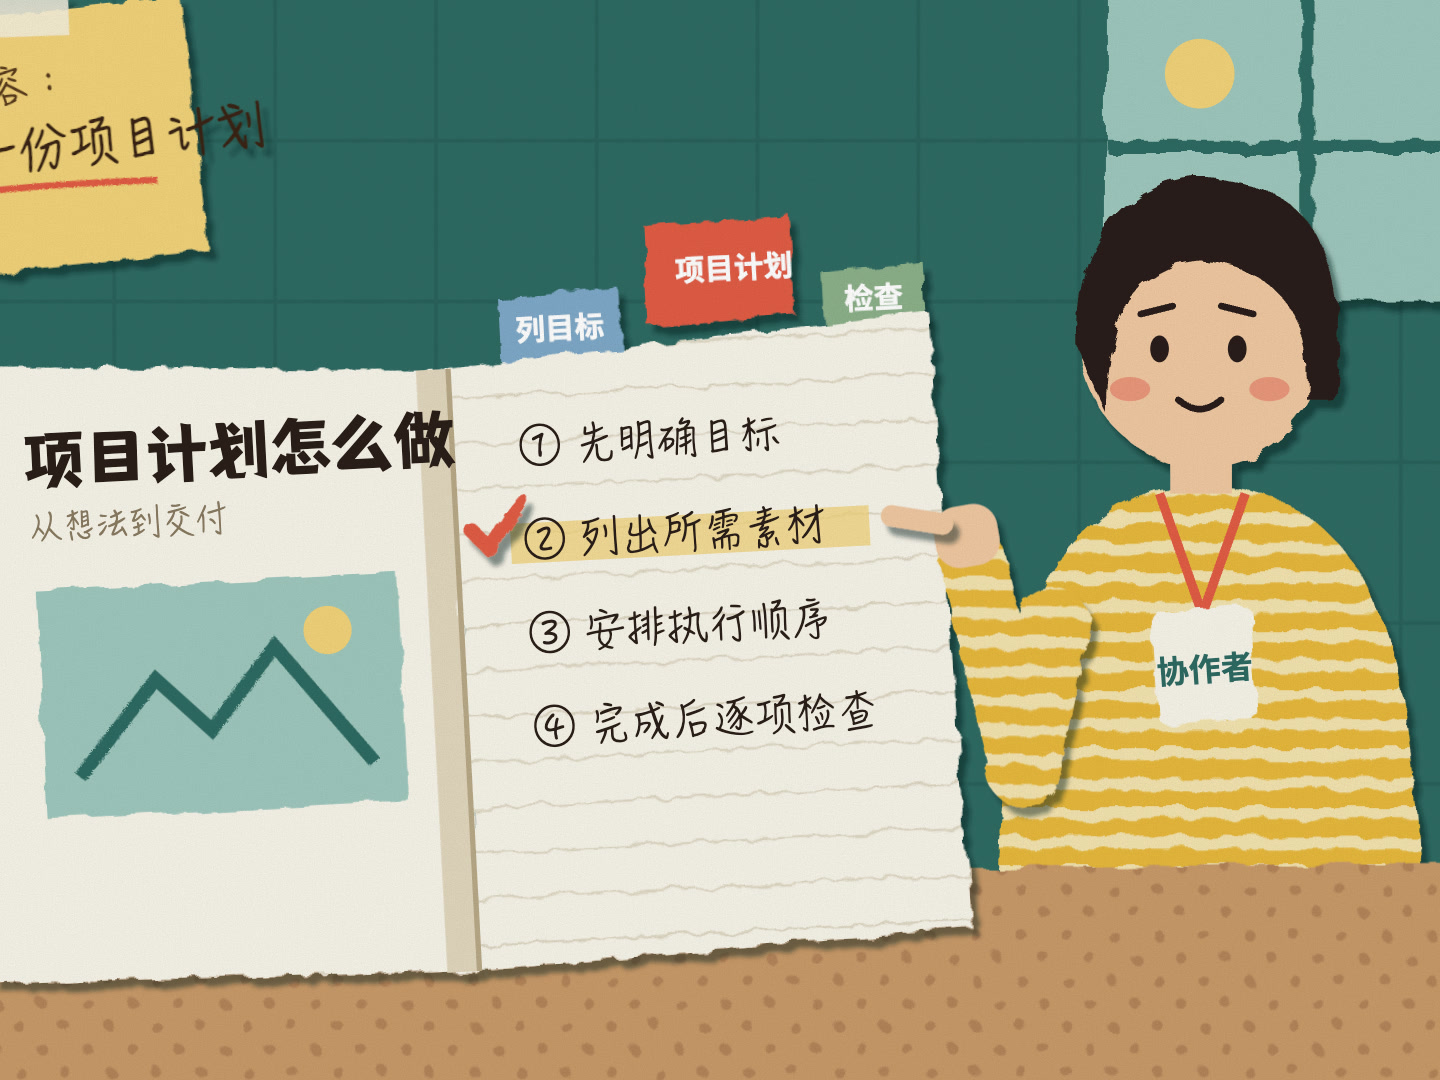 容：
一份项目计划
列目标
项目计划
检查
项目计划怎么做
从想法到交付
① 先明确目标
② 列出所需素材
③ 安排执行顺序
④ 完成后逐项检查
协作者